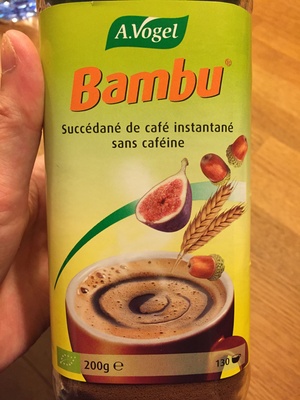 A.Vogel
Bambu®
Succédané de café instantané
sans caféine
200g e
130